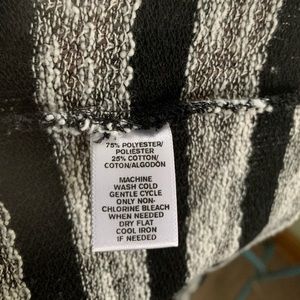 75% POLYESTER/
POLIESTER
25% COTTON/
COTON/ALGODÓN
MACHINE
WASH COLD
GENTLE CYCLE
ONLY NON-
CHLORINE BLEACH
WHEN NEEDED
DRY FLAT
COOL IRON
IF NEEDED